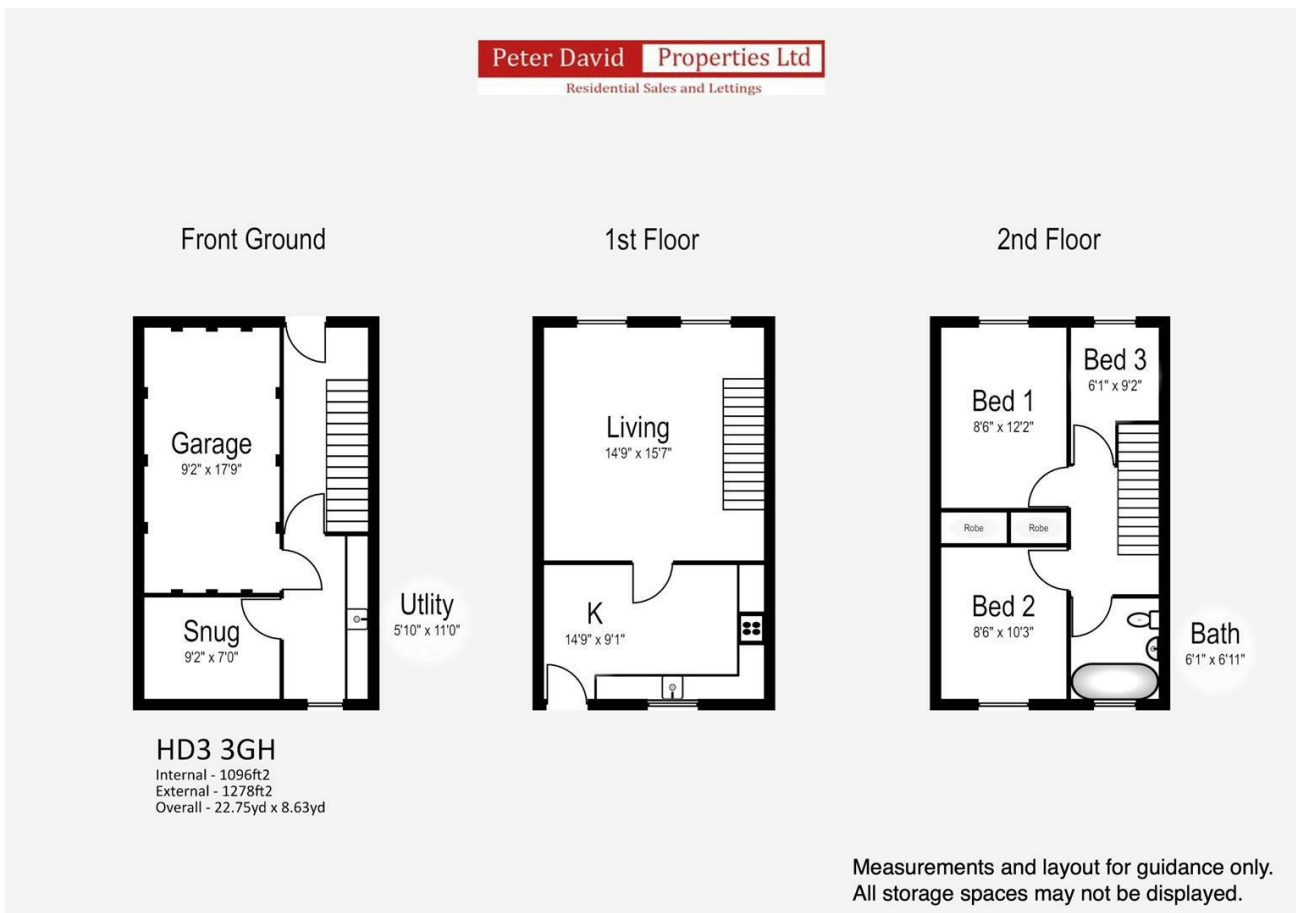 Peter David Properties Ltd
Residential Sales and Lettings
Front Ground
1st Floor
2nd Floor
Garage
9'2" x 17'9"
Snug
9'2" x 7'0"
Utlity
5'10" x 11'0"
Living
14'9" x 15'7"
K
14'9" x 9'1"
Bed 1
8'6" x 12'2"
Bed 3
6'1" x 9'2"
Robe
Robe
Bed 2
8'6" x 10'3"
Bath
6'1" x 6'11"
HD3 3GH
Internal - 1096ft2
External - 1278ft2
Overall - 22.75yd x 8.63yd
Measurements and layout for guidance only.
All storage spaces may not be displayed.